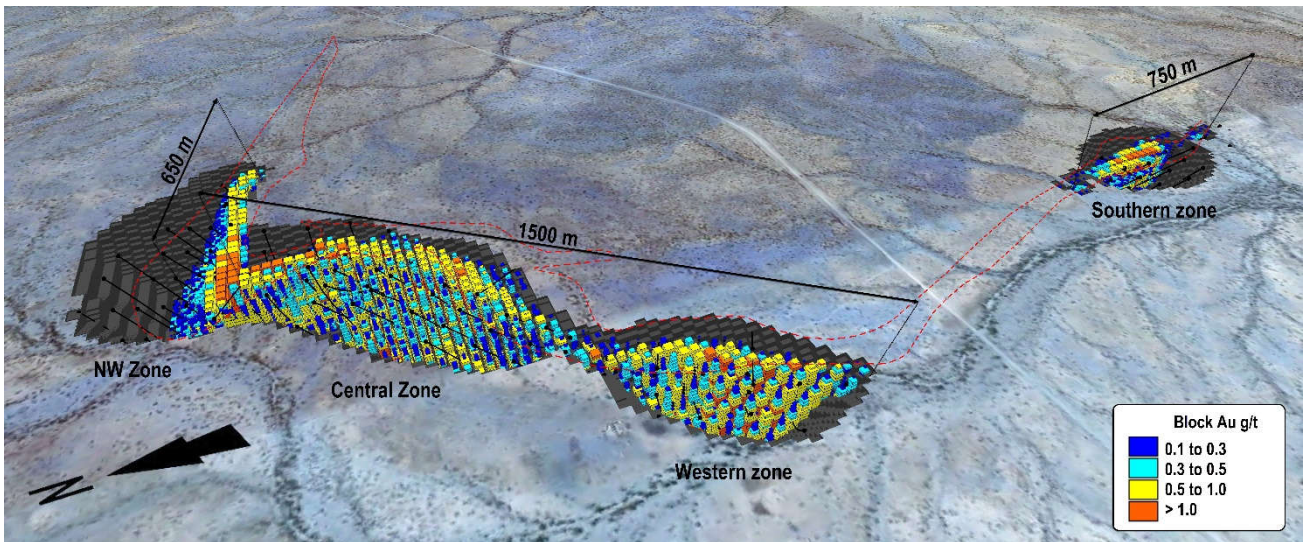 750 m
650 m
1500 m
Southern zone
NW Zone
Central Zone
Western zone
N
Block Au g/t
0.1 to 0.3
0.3 to 0.5
0.5 to 1.0
> 1.0